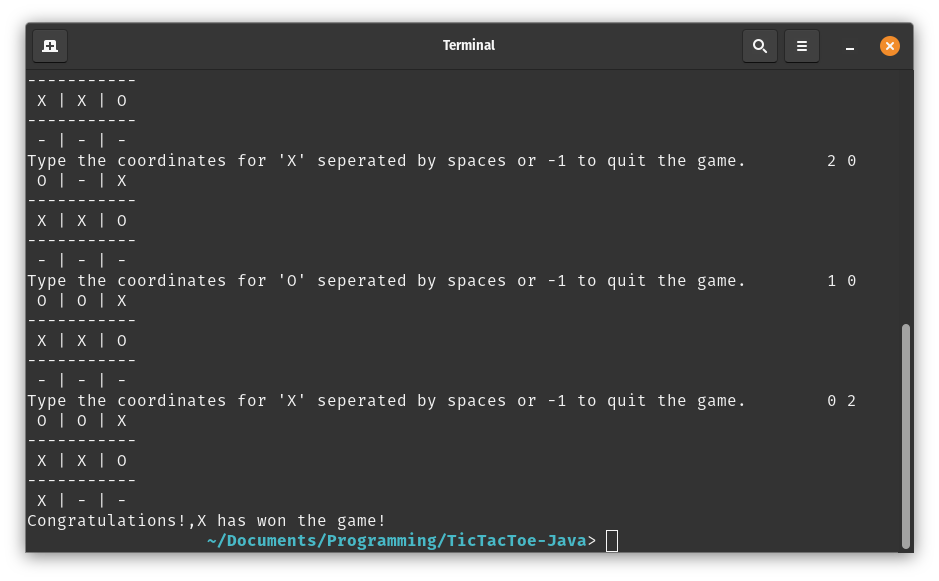 Terminal
-----------
 X | X | O
-----------
 - | - | -
Type the coordinates for 'X' seperated by spaces or -1 to quit the game.        2 0
 O | - | X
-----------
 X | X | O
-----------
 - | - | -
Type the coordinates for 'O' seperated by spaces or -1 to quit the game.        1 0
 O | O | X
-----------
 X | X | O
-----------
 - | - | -
Type the coordinates for 'X' seperated by spaces or -1 to quit the game.        0 2
 O | O | X
-----------
 X | X | O
-----------
 X | - | -
Congratulations!,X has won the game!
                  ~/Documents/Programming/TicTacToe-Java>